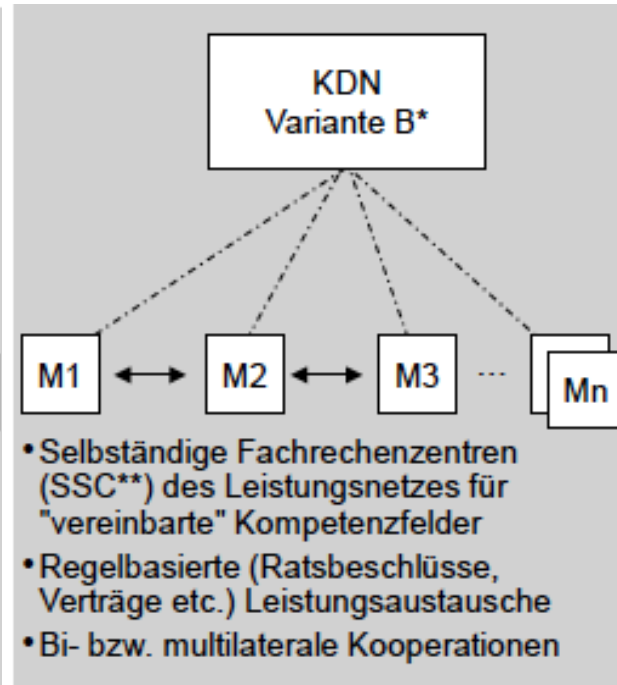 KDN
Variante B*
M1
M2
M3
...
Mn
•Selbständige Fachrechenzentren
(SSC**) des Leistungsnetzes für
"vereinbarte" Kompetenzfelder
•Regelbasierte (Ratsbeschlüsse,
Verträge etc.) Leistungsaustausche
•Bi- bzw. multilaterale Kooperationen